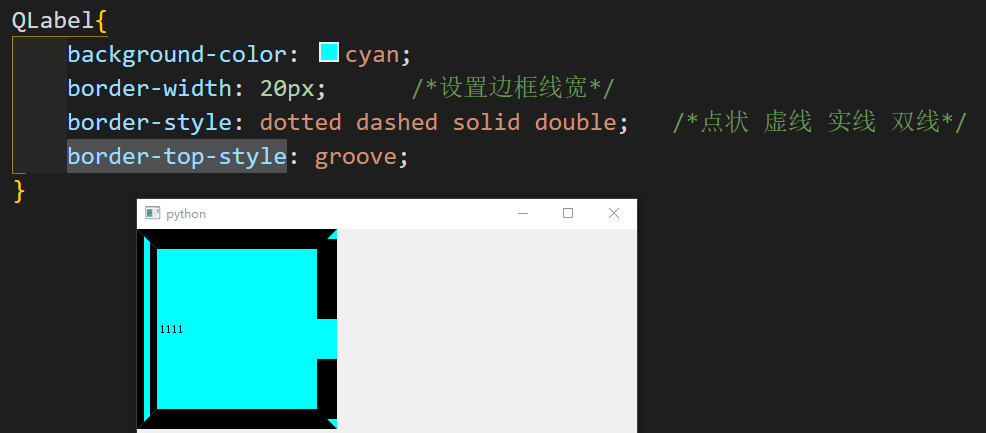 QLabel{
background-color: cyan;
border-width: 20px; /*设置边框线宽*/
border-style: dotted dashed solid double; /*点状 虚线 实线 双线*/
border-top-style: groove;
}
python
1111